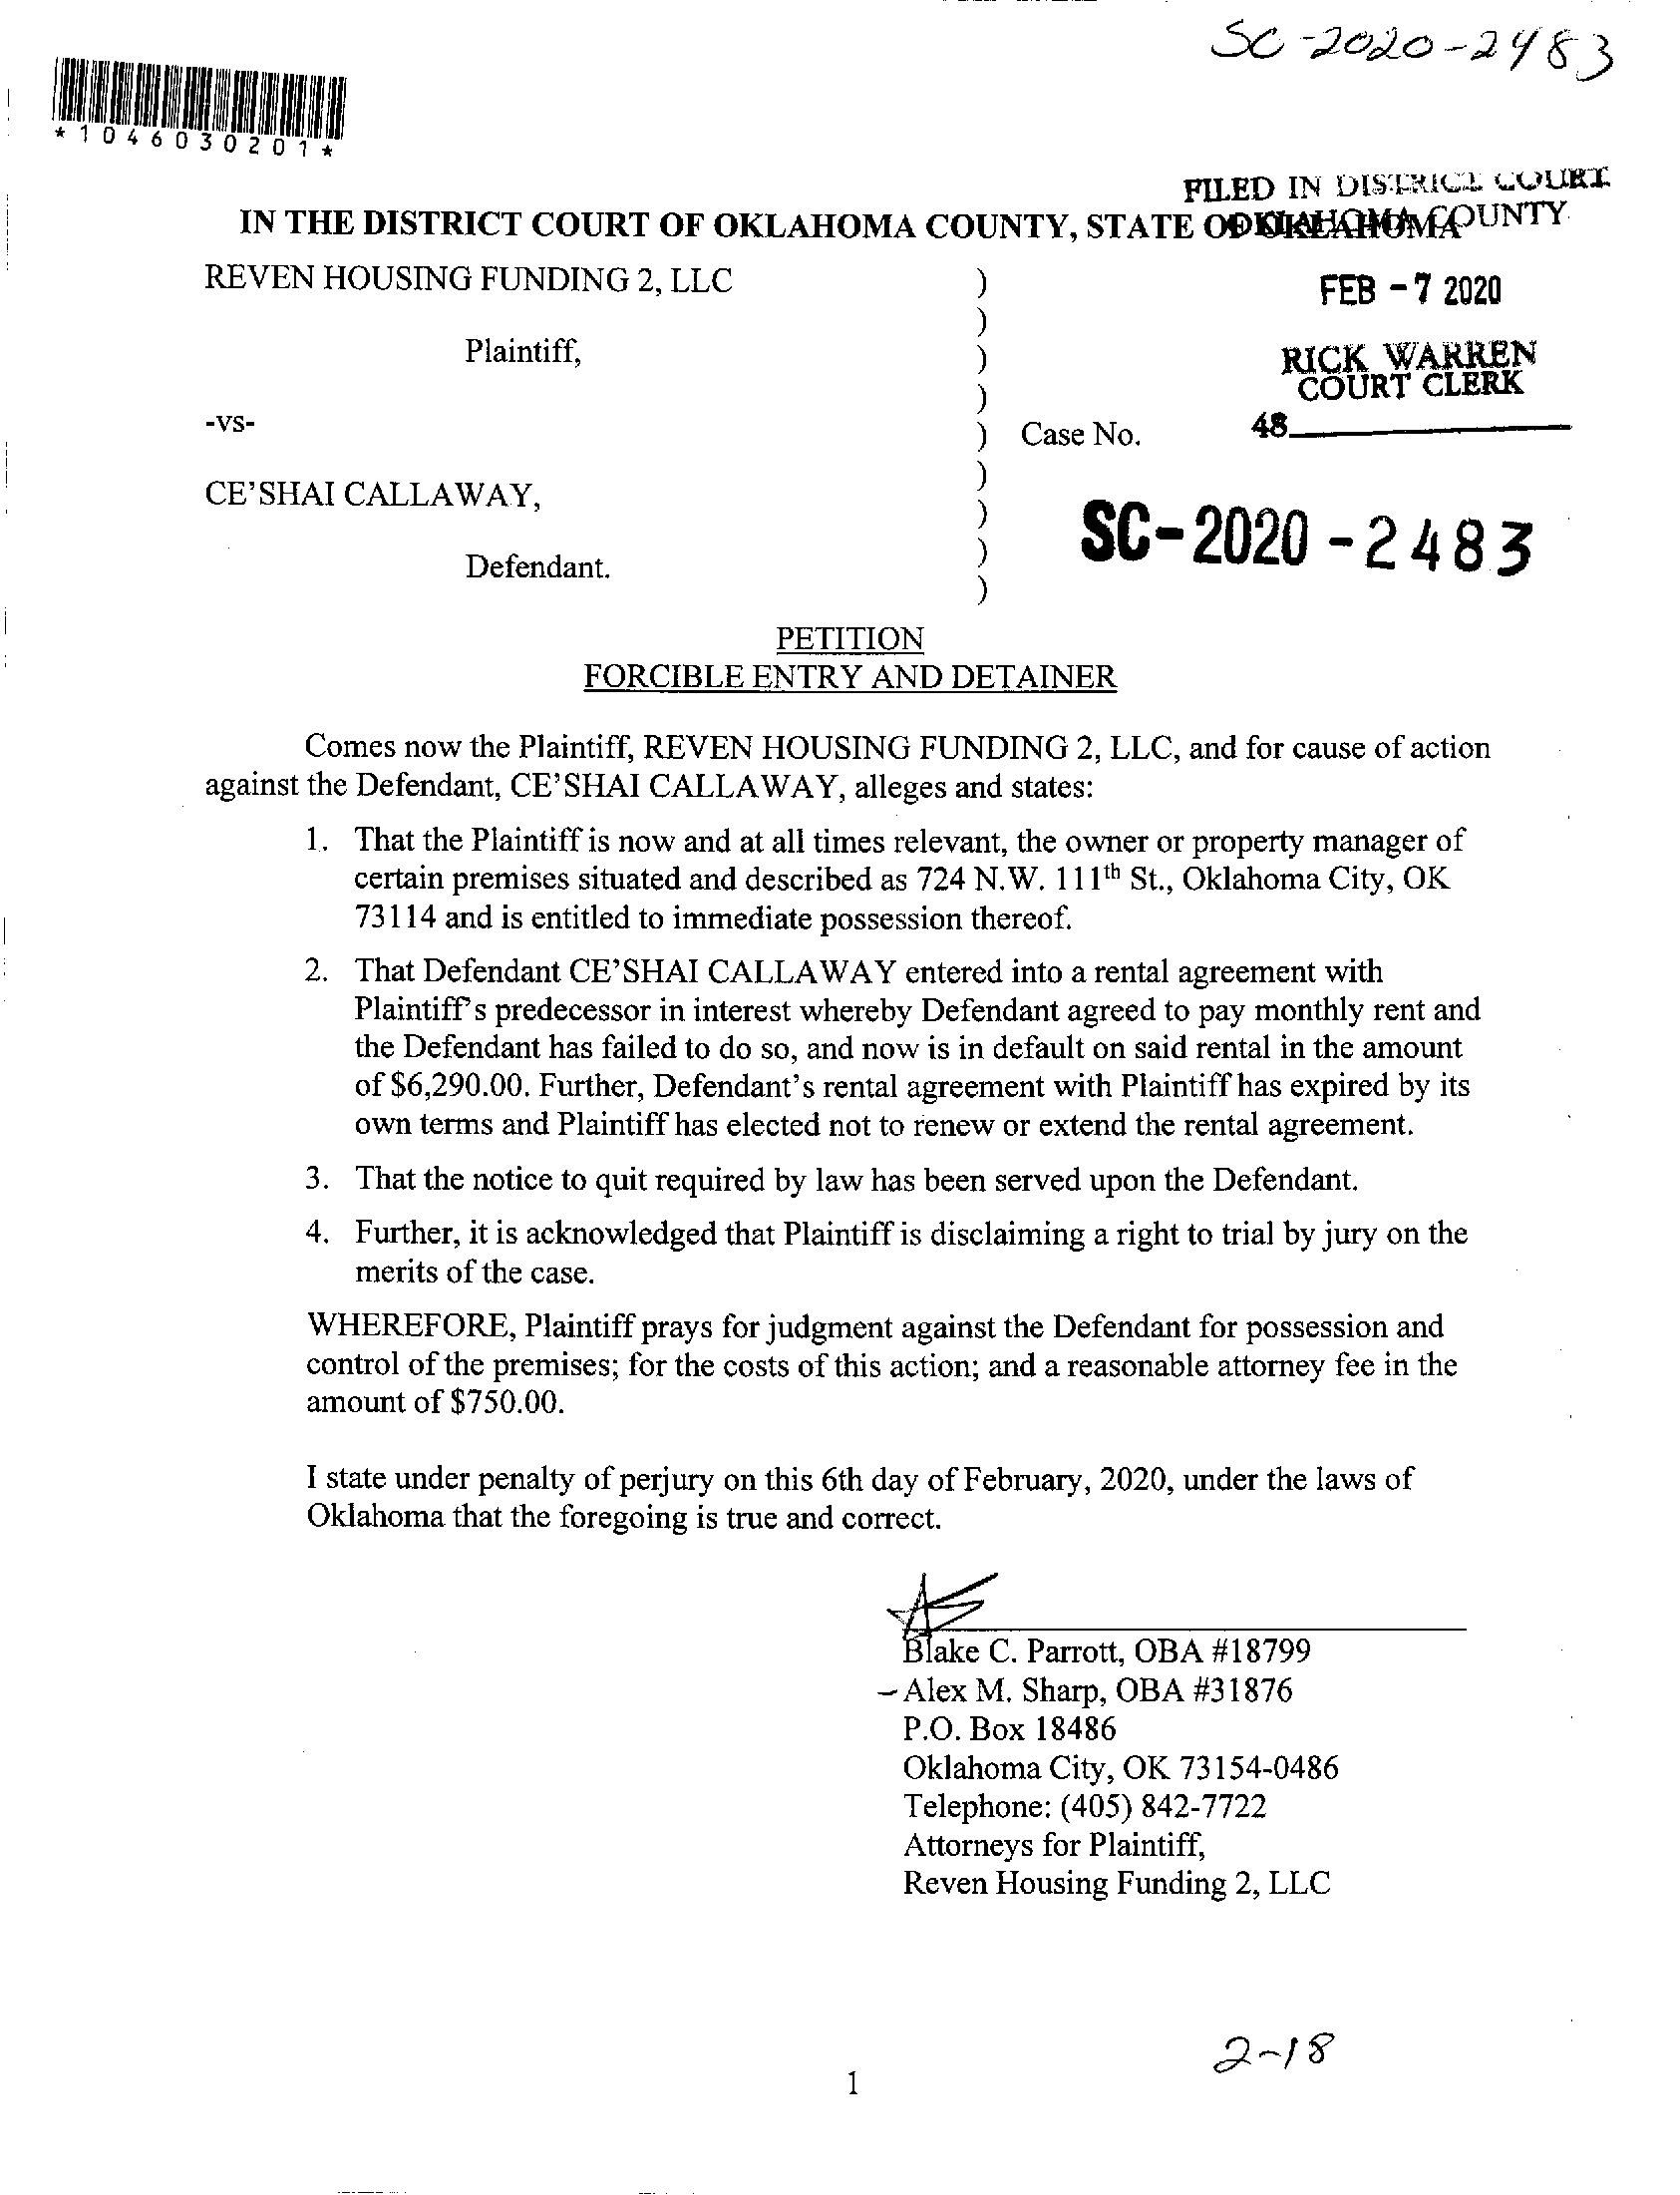 SC-2020-2483
*1046030201*
FILED IN DISTRICT COURT
OKLAHOMA COUNTY
IN THE DISTRICT COURT OF OKLAHOMA COUNTY, STATE OF OKLAHOMA
REVEN HOUSING FUNDING 2, LLC )
FEB -7 2020
)
Plaintiff, )
RICK WARREN
COURT CLERK
)
-vs- ) Case No. 48
)
CE'SHAI CALLAWAY, )
SC-2020-2483
Defendant. )
)
PETITION
FORCIBLE ENTRY AND DETAINER
Comes now the Plaintiff, REVEN HOUSING FUNDING 2, LLC, and for cause of action
against the Defendant, CE'SHAI CALLAWAY, alleges and states:
1. That the Plaintiff is now and at all times relevant, the owner or property manager of
certain premises situated and described as 724 N.W. 111th St., Oklahoma City, OK
73114 and is entitled to immediate possession thereof.
2. That Defendant CE'SHAI CALLAWAY entered into a rental agreement with
Plaintiff's predecessor in interest whereby Defendant agreed to pay monthly rent and
the Defendant has failed to do so, and now is in default on said rental in the amount
of $6,290.00. Further, Defendant's rental agreement with Plaintiff has expired by its
own terms and Plaintiff has elected not to renew or extend the rental agreement.
3. That the notice to quit required by law has been served upon the Defendant.
4. Further, it is acknowledged that Plaintiff is disclaiming a right to trial by jury on the
merits of the case.
WHEREFORE, Plaintiff prays for judgment against the Defendant for possession and
control of the premises; for the costs of this action; and a reasonable attorney fee in the
amount of $750.00.
I state under penalty of perjury on this 6th day of February, 2020, under the laws of
Oklahoma that the foregoing is true and correct.
Blake C. Parrott, OBA #18799
- Alex M. Sharp, OBA #31876
P.O. Box 18486
Oklahoma City, OK 73154-0486
Telephone: (405) 842-7722
Attorneys for Plaintiff,
Reven Housing Funding 2, LLC
2-18
1